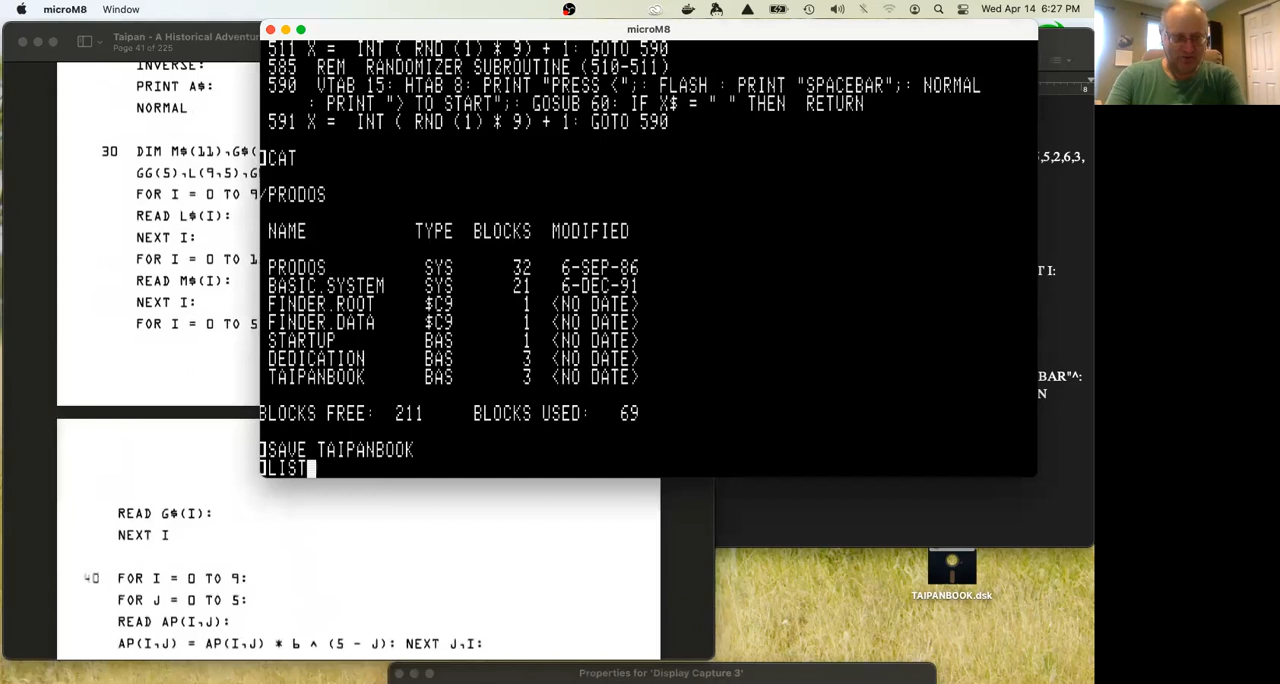 microM8 Window
Wed Apr 14 6:27 PM
Taipan - A Historical Adventu
Page 41 of 225
microM8
INVERSE:
PRINT A$:
NORMAL
30 DIM M$(11),G$(
GG(5),L(9,5),G
FOR I = 0 TO 9
READ L$(I):
NEXT I:
FOR I = 0 TO 1
READ M$(I):
NEXT I:
FOR I = 0 TO 5
READ G$(I):
NEXT I
40 FOR I = 0 TO 9:
FOR J = 0 TO 5:
READ AP(I,J):
AP(I,J) = AP(I,J) * 6 ^ (5 - J): NEXT J,I:
511 X = INT ( RND (1) * 9) + 1: GOTO 590
585 REM RANDOMIZER SUBROUTINE (510-511)
590 VTAB 15: HTAB 8: PRINT "PRESS <";: FLASH : PRINT "SPACEBAR";: NORMAL
: PRINT "> TO START";: GOSUB 60: IF X$ = " " THEN RETURN
591 X = INT ( RND (1) * 9) + 1: GOTO 590
]CAT
/PRODOS
NAME TYPE BLOCKS MODIFIED
PRODOS SYS 32 6-SEP-86
BASIC.SYSTEM SYS 21 6-DEC-91
FINDER.ROOT $C9 1 <NO DATE>
FINDER.DATA $C9 1 <NO DATE>
STARTUP BAS 1 <NO DATE>
DEDICATION BAS 3 <NO DATE>
TAIPANBOOK BAS 3 <NO DATE>
BLOCKS FREE: 211 BLOCKS USED: 69
]SAVE TAIPANBOOK
]LIST
8
,5,5,2,6,3,
T I:
BAR"^:
N
TAIPANBOOK.dsk
Properties for 'Display Capture 3'